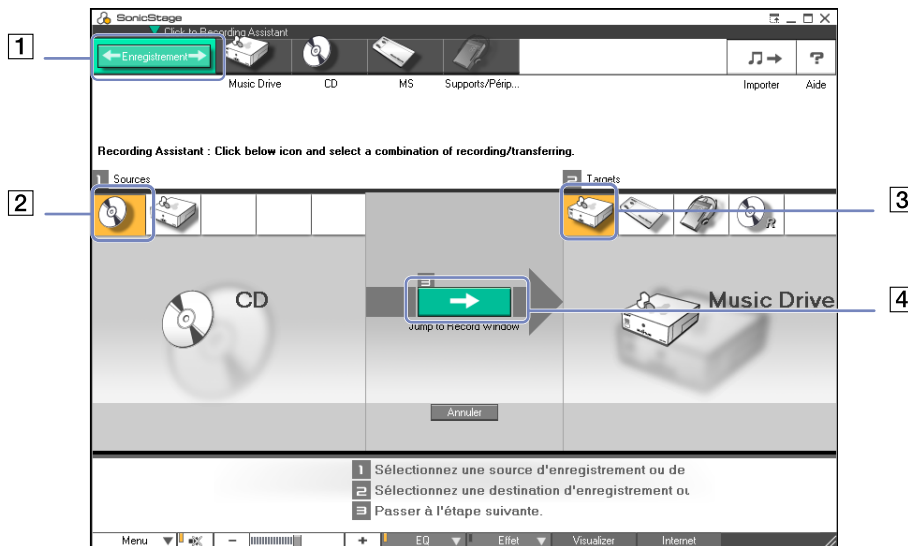 SonicStage
Click to Recording Assistant
1
Enregistrement
Music Drive
CD
MS
Supports/Périp...
Importer
? 
Aide
Recording Assistant : Click below icon and select a combination of recording/transferring.
1 Sources
2 Targets
2
3
R
CD
3
Music Drive
4
Jump to Record Window
Annuler
1 Sélectionnez une source d'enregistrement ou de
2 Sélectionnez une destination d'enregistrement ou
3 Passer à l'étape suivante.
Menu
− +
EQ
Effet
Visualizer
Internet